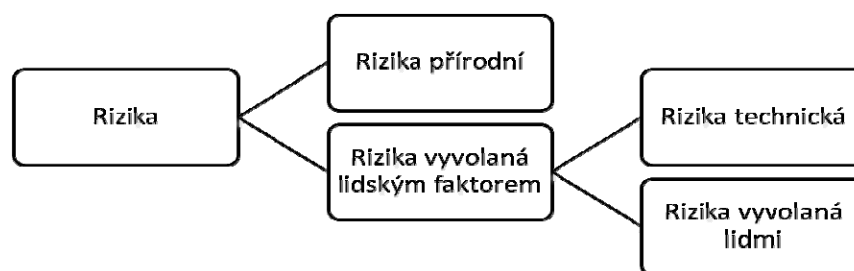 Rizika
Rizika přírodní
Rizika vyvolaná
lidským faktorem
Rizika technická
Rizika vyvolaná
lidmi